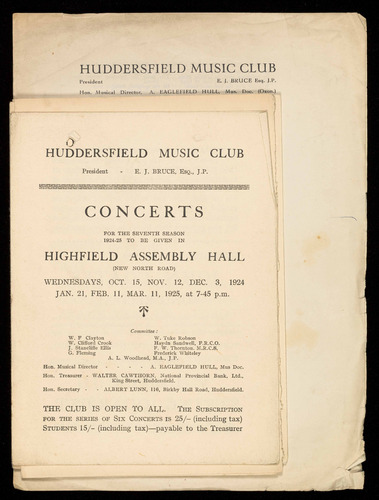 HUDDERSFIELD MUSIC CLUB
President E. J. BRUCE Esq. J.P.
Hon. Musical Director, A. EAGLEFIELD HULL, Mus. Doc. (Oxon.)
HUDDERSFIELD MUSIC CLUB
President - E. J. BRUCE, Esq., J.P.
CONCERTS
FOR THE SEVENTH SEASON
1924-25 TO BE GIVEN IN
HIGHFIELD ASSEMBLY HALL
(NEW NORTH ROAD)
WEDNESDAYS, OCT. 15, NOV. 12, DEC. 3, 1924
JAN. 21, FEB. 11, MAR. 11, 1925, at 7-45 p.m.
Committee:
W. F. Clayton W. Tuke Robson
W. Clifford Crook Haydn Sandwell, F.R.C.O.
J. Stancliffe Ellis F. W. Thornton, M.R.C.S.
G. Fleming Frederick Whiteley
A. L. Woodhead, M.A., J.P.
Hon. Musical Director - - - - A. EAGLEFIELD HULL, Mus Doc.
Hon. Treasurer - WALTER CAWTHORN, National Provincial Bank, Ltd.,
King Street, Huddersfield.
Hon. Secretary - - ALBERT LUNN, 116, Birkby Hall Road, Huddersfield.
THE CLUB IS OPEN TO ALL. The Subscription
FOR THE SERIES OF SIX CONCERTS IS 25/- (including tax)
STUDENTS 15/- (including tax)—payable to the Treasurer